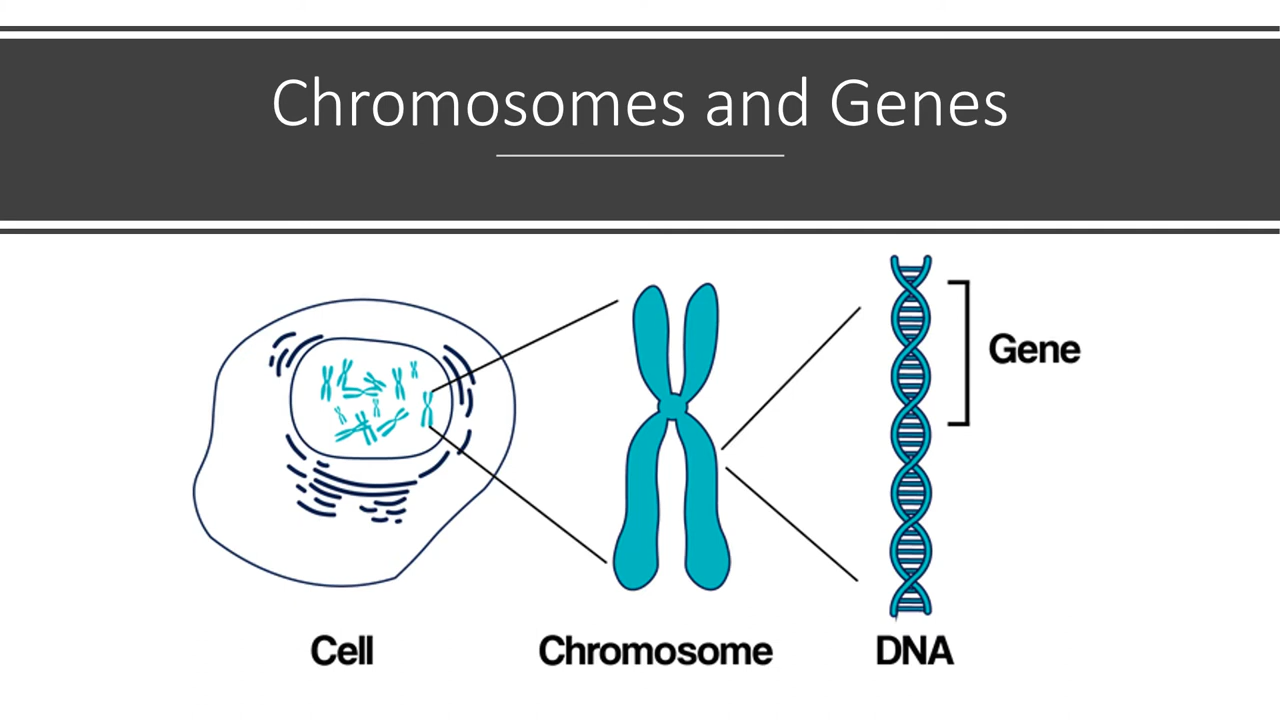 Chromosomes and Genes
Gene
Cell
Chromosome
DNA